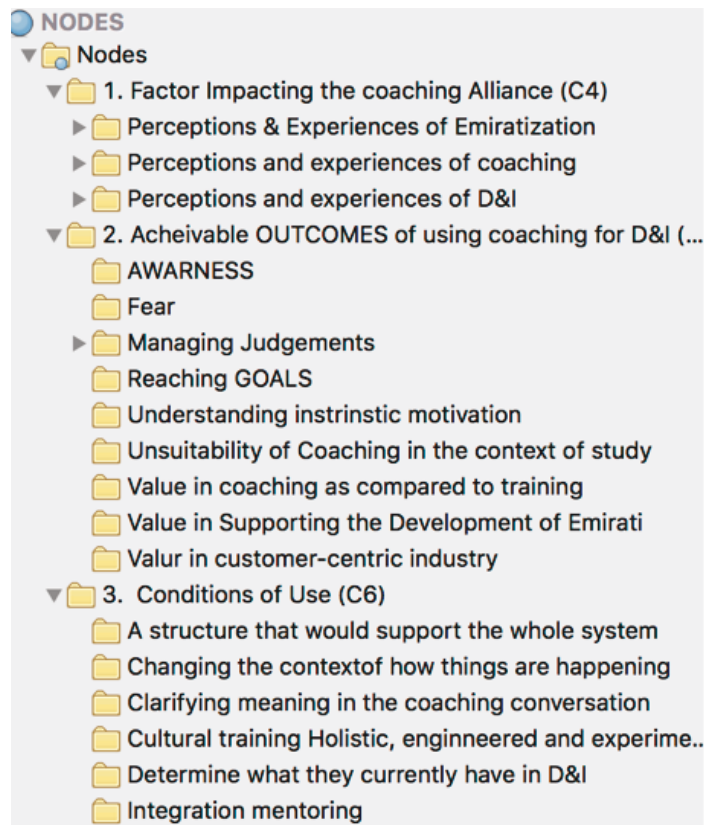 NODES
Nodes
1. Factor Impacting the coaching Alliance (C4)
Perceptions & Experiences of Emiratization
Perceptions and experiences of coaching
Perceptions and experiences of D&I
2. Acheivable OUTCOMES of using coaching for D&I (...
AWARNESS
Fear
Managing Judgements
Reaching GOALS
Understanding instrinstic motivation
Unsuitability of Coaching in the context of study
Value in coaching as compared to training
Value in Supporting the Development of Emirati
Valur in customer-centric industry
3. Conditions of Use (C6)
A structure that would support the whole system
Changing the contextof how things are happening
Clarifying meaning in the coaching conversation
Cultural training Holistic, enginneered and experime..
Determine what they currently have in D&I
Integration mentoring